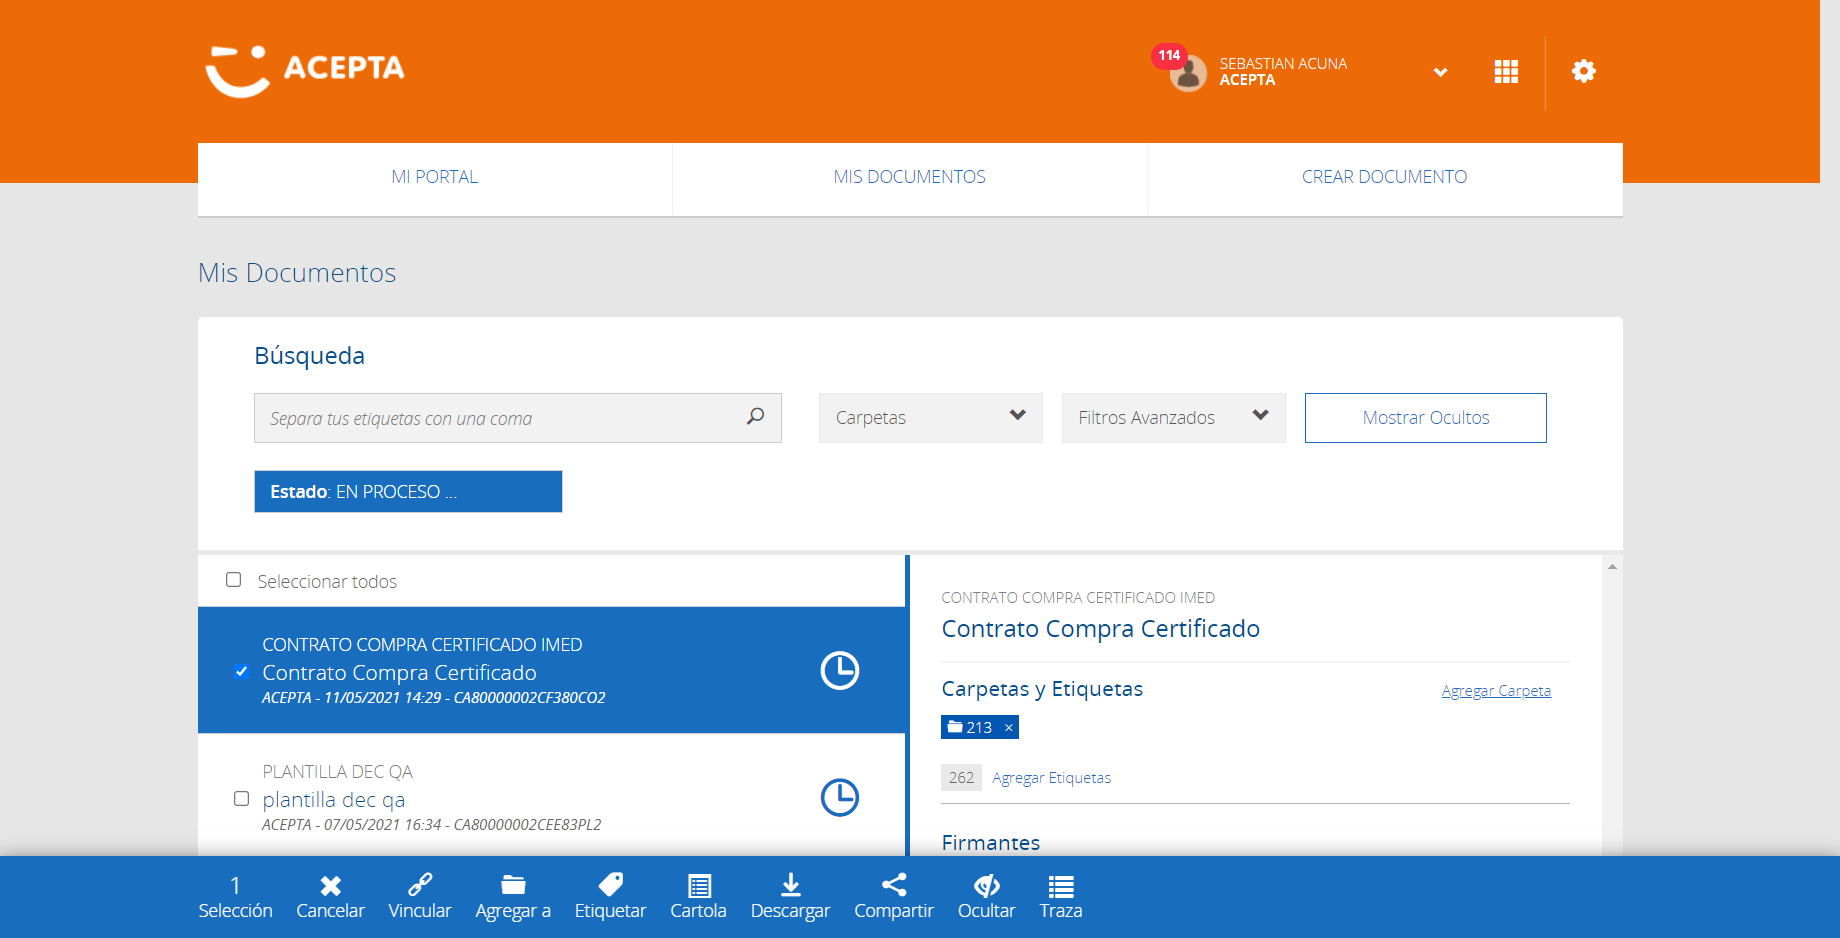 ACEPTA
114
SEBASTIAN ACUNA
ACEPTA
MI PORTAL
MIS DOCUMENTOS
CREAR DOCUMENTO
Mis Documentos
Búsqueda
Separa tus etiquetas con una coma
Carpetas
Filtros Avanzados
Mostrar Ocultos
Estado: EN PROCESO ...
Seleccionar todos
CONTRATO COMPRA CERTIFICADO IMED
Contrato Compra Certificado
ACEPTA - 11/05/2021 14:29 - CA80000002CF380CO2
PLANTILLA DEC QA
plantilla dec qa
ACEPTA - 07/05/2021 16:34 - CA80000002CEE83PL2
CONTRATO COMPRA CERTIFICADO IMED
Contrato Compra Certificado
Carpetas y Etiquetas
Agregar Carpeta
213 ×
262 Agregar Etiquetas
Firmantes
1
Selección
Cancelar
Vincular
Agregar a
Etiquetar
Cartola
Descargar
Compartir
Ocultar
Traza